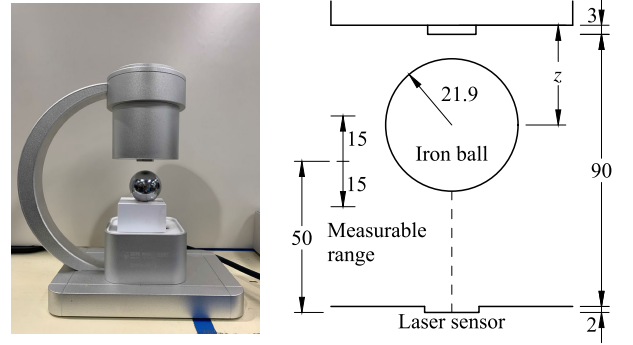 3
z
21.9
15
Iron ball
15
90
50
Measurable
range
Laser sensor
2